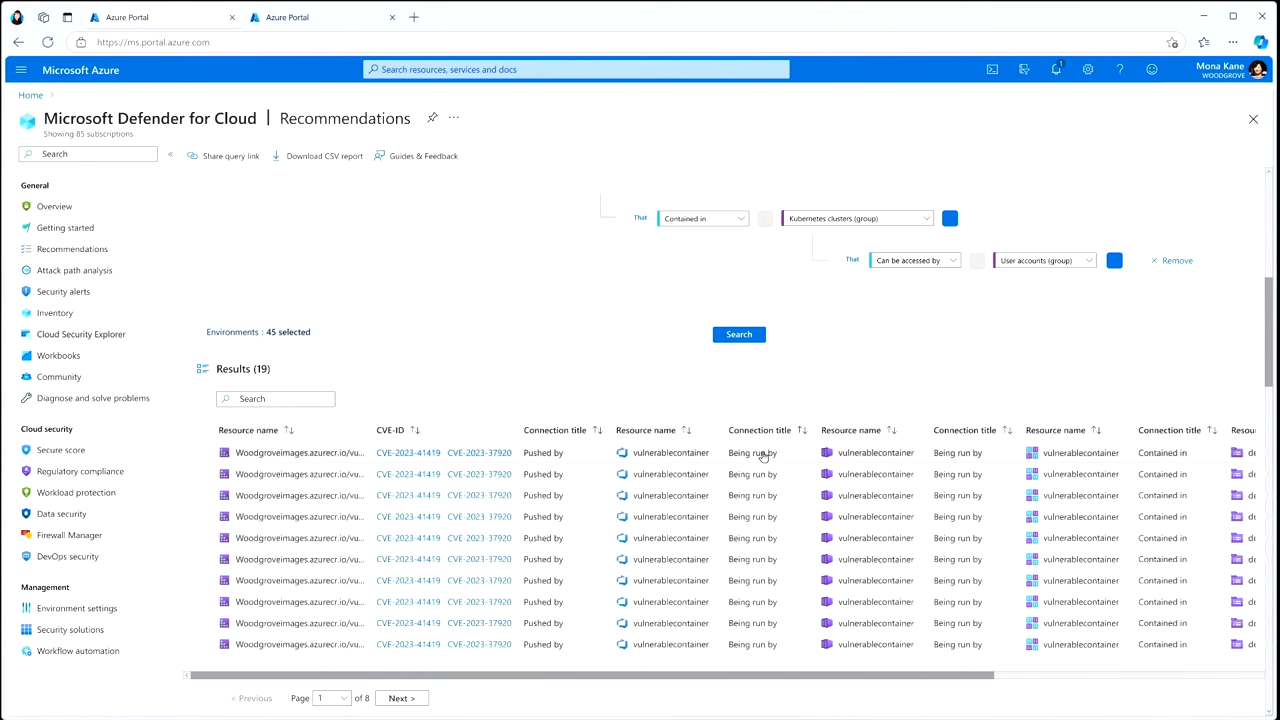 Azure Portal
Azure Portal
https://ms.portal.azure.com
Microsoft Azure
Search resources, services and docs
1
Mona Kane
WOODGROVE
Home
Microsoft Defender for Cloud | Recommendations
Showing 85 subscriptions
Search
Share query link
Download CSV report
Guides & Feedback
General
Overview
Getting started
Recommendations
Attack path analysis
Security alerts
Inventory
Cloud Security Explorer
Workbooks
Community
Diagnose and solve problems
Cloud security
Secure score
Regulatory compliance
Workload protection
Data security
Firewall Manager
DevOps security
Management
Environment settings
Security solutions
Workflow automation
That Contained in Kubernetes clusters (group)
That Can be accessed by User accounts (group) Remove
Environments : 45 selected
Search
Results (19)
Search
Resource name CVE-ID Connection title Resource name Connection title Resource name Connection title Resource name Connection title Resou
Woodgroveimages.azurecr.io/vu... CVE-2023-41419 CVE-2023-37920 Pushed by vulnerablecontainer Being run by vulnerablecontainer Being run by vulnerablecontainer Contained in de
Woodgroveimages.azurecr.io/vu... CVE-2023-41419 CVE-2023-37920 Pushed by vulnerablecontainer Being run by vulnerablecontainer Being run by vulnerablecontainer Contained in de
Woodgroveimages.azurecr.io/vu... CVE-2023-41419 CVE-2023-37920 Pushed by vulnerablecontainer Being run by vulnerablecontainer Being run by vulnerablecontainer Contained in de
Woodgroveimages.azurecr.io/vu... CVE-2023-41419 CVE-2023-37920 Pushed by vulnerablecontainer Being run by vulnerablecontainer Being run by vulnerablecontainer Contained in de
Woodgroveimages.azurecr.io/vu... CVE-2023-41419 CVE-2023-37920 Pushed by vulnerablecontainer Being run by vulnerablecontainer Being run by vulnerablecontainer Contained in de
Woodgroveimages.azurecr.io/vu... CVE-2023-41419 CVE-2023-37920 Pushed by vulnerablecontainer Being run by vulnerablecontainer Being run by vulnerablecontainer Contained in de
Woodgroveimages.azurecr.io/vu... CVE-2023-41419 CVE-2023-37920 Pushed by vulnerablecontainer Being run by vulnerablecontainer Being run by vulnerablecontainer Contained in de
Woodgroveimages.azurecr.io/vu... CVE-2023-41419 CVE-2023-37920 Pushed by vulnerablecontainer Being run by vulnerablecontainer Being run by vulnerablecontainer Contained in de
Woodgroveimages.azurecr.io/vu... CVE-2023-41419 CVE-2023-37920 Pushed by vulnerablecontainer Being run by vulnerablecontainer Being run by vulnerablecontainer Contained in de
Woodgroveimages.azurecr.io/vu... CVE-2023-41419 CVE-2023-37920 Pushed by vulnerablecontainer Being run by vulnerablecontainer Being run by vulnerablecontainer Contained in de
< Previous Page 1 of 8 Next >